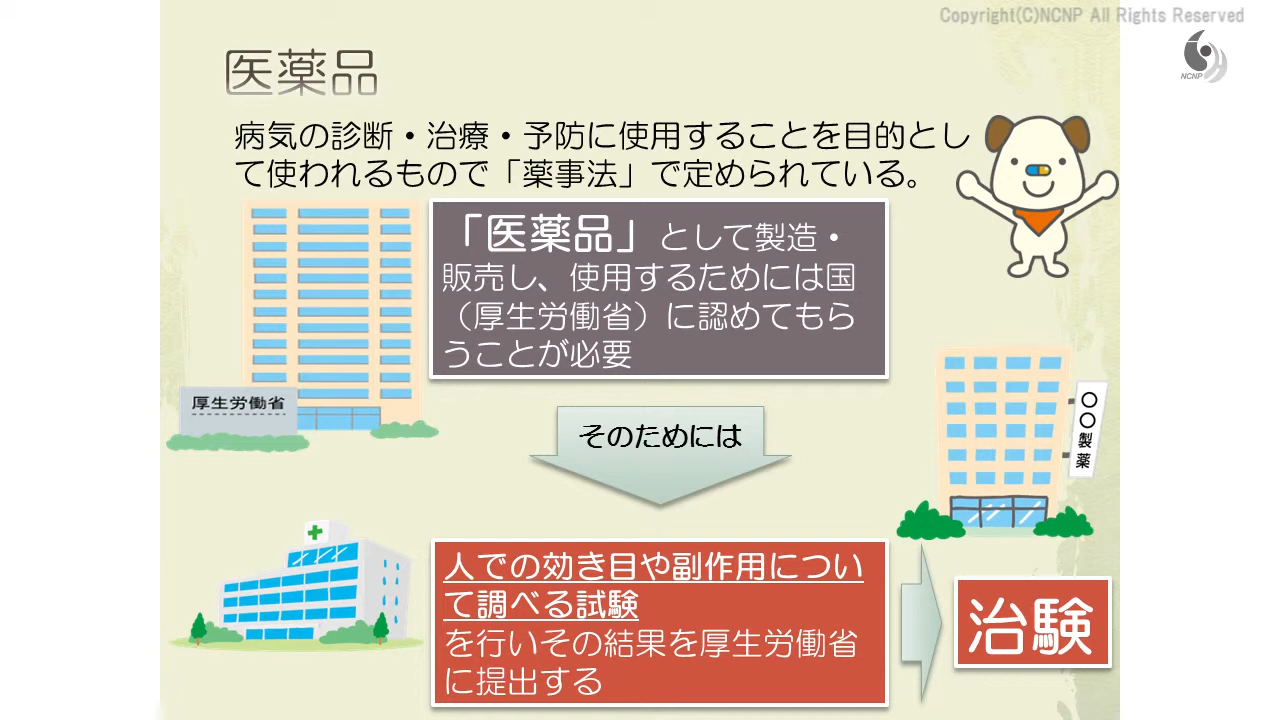 Copyright(C)NCNP All Rights Reserved
NCNP
医薬品
病気の診断・治療・予防に使用することを目的とし
て使われるもので「薬事法」で定められている。
「医薬品」として製造・
販売し、使用するためには国
（厚生労働省）に認めてもら
うことが必要
厚生労働省
そのためには
〇〇製薬
人での効き目や副作用につい
て調べる試験
を行いその結果を厚生労働省
に提出する
治験